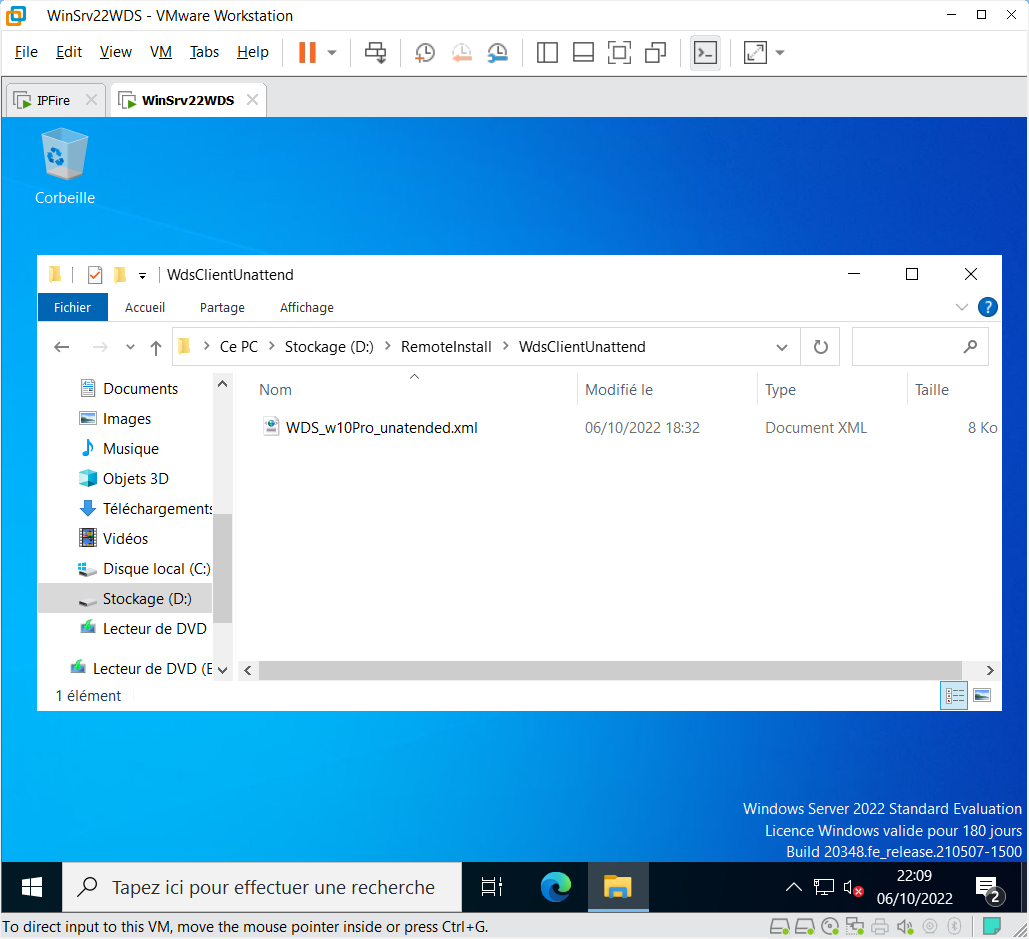 WinSrv22WDS - VMware Workstation
File Edit View VM Tabs Help
IPFire WinSrv22WDS
Corbeille
WdsClientUnattend
Fichier Accueil Partage Affichage
Ce PC Stockage (D:) RemoteInstall WdsClientUnattend
Nom Modifié le Type Taille
WDS_w10Pro_unatended.xml 06/10/2022 18:32 Document XML 8 Ko
Documents
Images
Musique
Objets 3D
Téléchargements
Vidéos
Disque local (C:)
Stockage (D:)
Lecteur de DVD
Lecteur de DVD (E
1 élément
Windows Server 2022 Standard Evaluation
Licence Windows valide pour 180 jours
Build 20348.fe_release.210507-1500
Tapez ici pour effectuer une recherche
22:09
06/10/2022
2
To direct input to this VM, move the mouse pointer inside or press Ctrl+G.